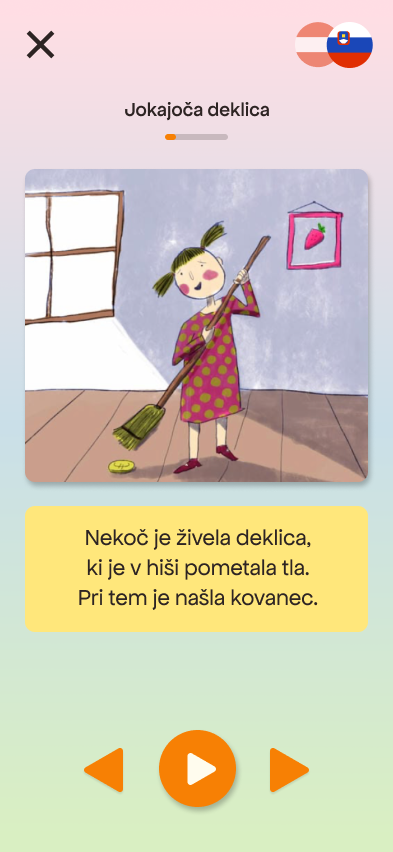 Jokajoča deklica
Nekoč je živela deklica,
ki je v hiši pometala tla.
Pri tem je našla kovanec.